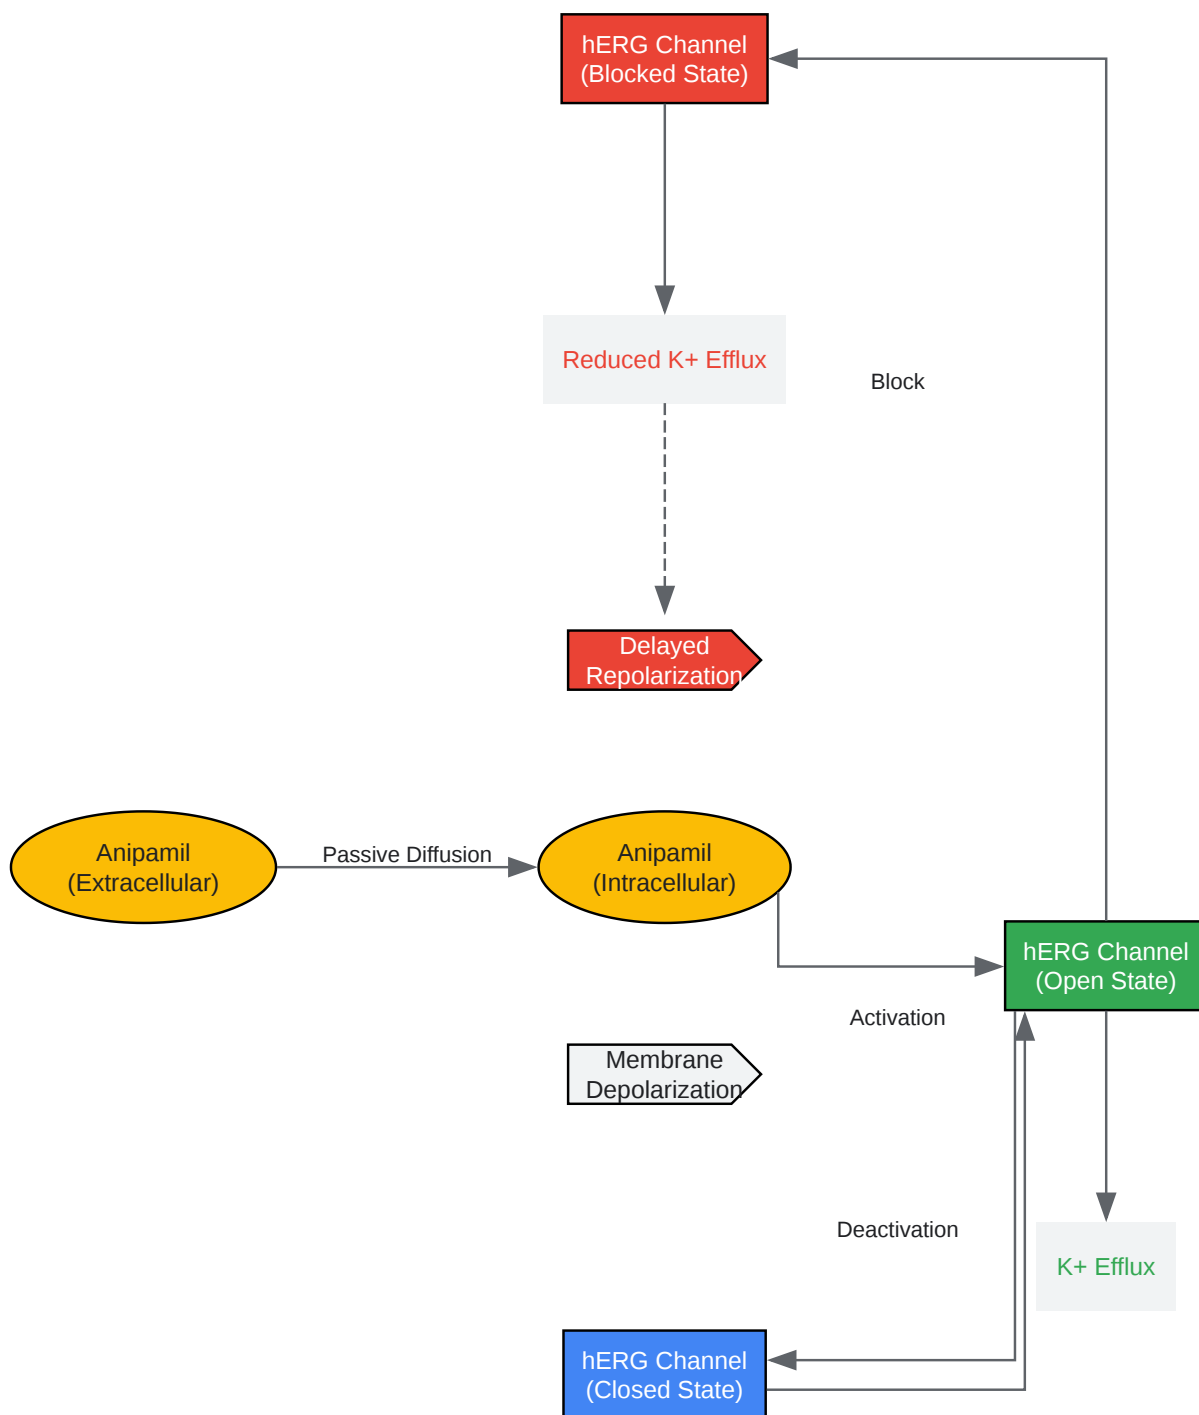 hERG Channel
(Blocked State)
Reduced K+ Efflux
Block
Delayed
Repolarization
Anipamil
(Extracellular)
Passive Diffusion
Anipamil
(Intracellular)
hERG Channel
(Open State)
Activation
Membrane
Depolarization
Deactivation
K+ Efflux
hERG Channel
(Closed State)